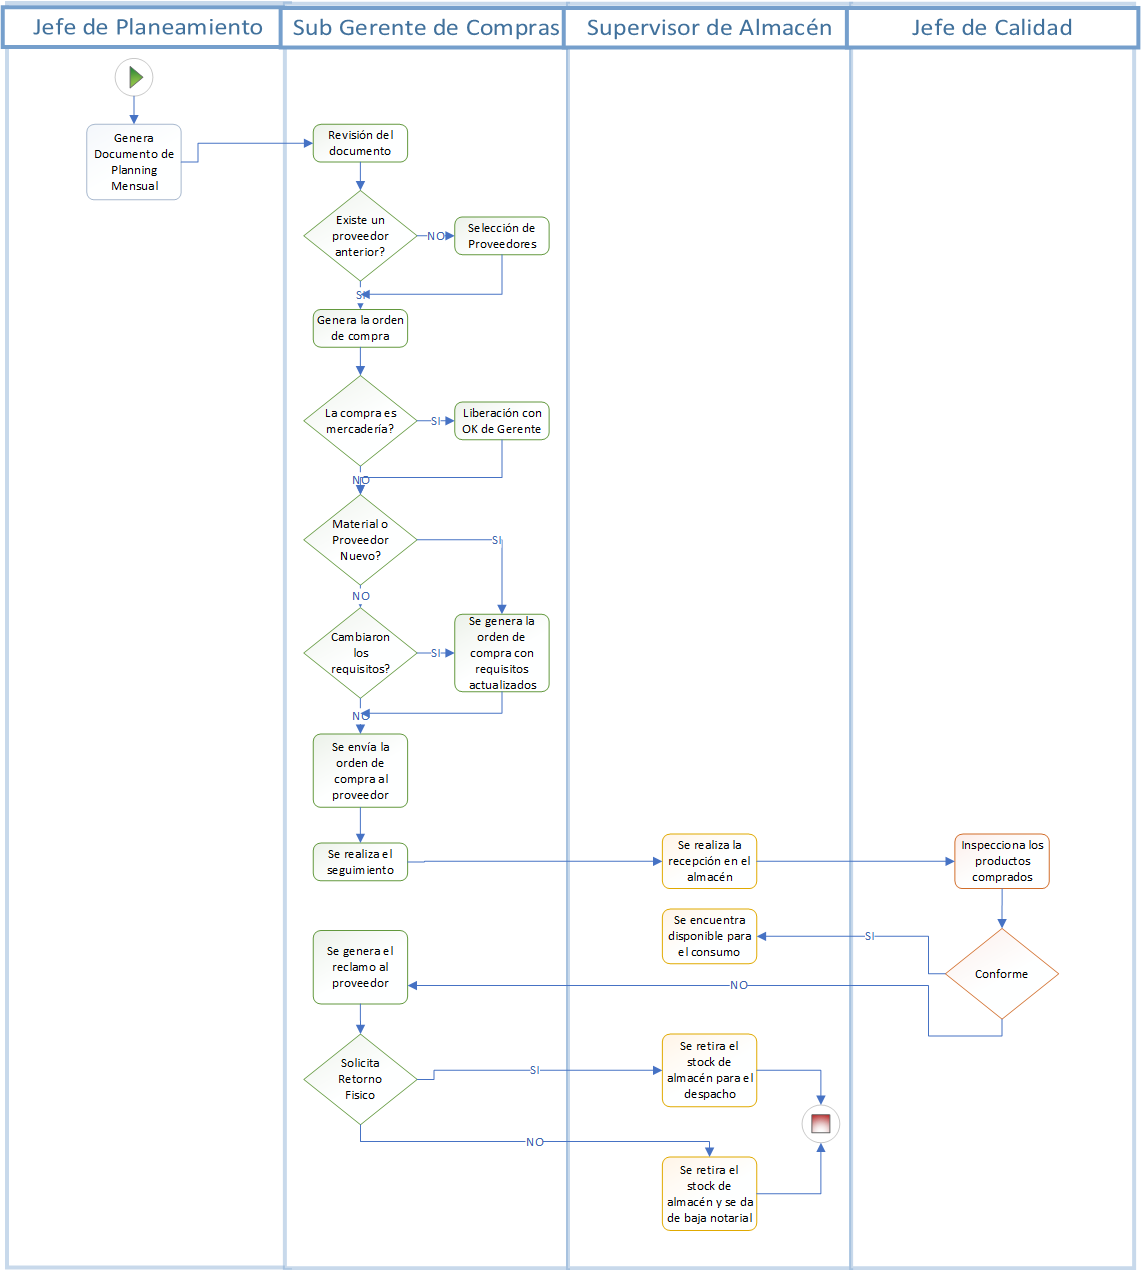 Jefe de Planeamiento
Sub Gerente de Compras
Supervisor de Almacén
Jefe de Calidad
Genera
Documento de
Planning
Mensual
Revisión del
documento
Existe un
proveedor
anterior?
NO
Selección de
Proveedores
SI
Genera la orden
de compra
La compra es
mercadería?
SI
Liberación con
OK de Gerente
NO
Material o
Proveedor
Nuevo?
SI
NO
Cambiaron
los
requisitos?
SI
Se genera la
orden de
compra con
requisitos
actualizados
NO
Se envía la
orden de
compra al
proveedor
Se realiza el
seguimiento
Se realiza la
recepción en el
almacén
Inspecciona los
productos
comprados
Se encuentra
disponible para
el consumo
SI
Conforme
NO
Se genera el
reclamo al
proveedor
Solicita
Retorno
Fisico
SI
Se retira el
stock de
almacén para el
despacho
NO
Se retira el
stock de
almacén y se da
de baja notarial